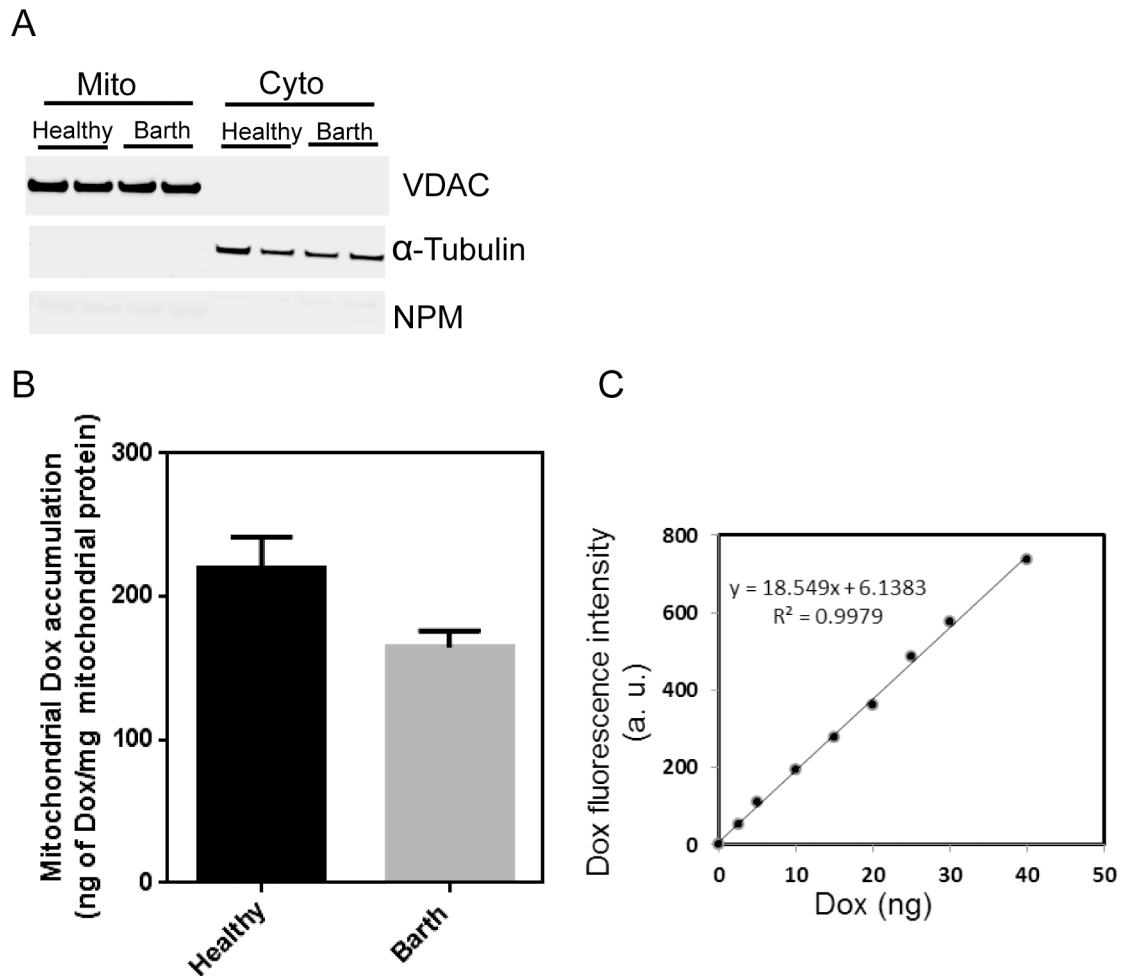 A
Mito Cyto
Healthy Barth Healthy Barth
VDAC
α-Tubulin
NPM
B
Mitochondrial Dox accumulation
(ng of Dox/mg mitochondrial protein)
300
200
100
0
Healthy
Barth
C
Dox fluorescence intensity
(a. u.)
800
600
400
200
0
y = 18.549x + 6.1383
R² = 0.9979
0 10 20 30 40 50
Dox (ng)